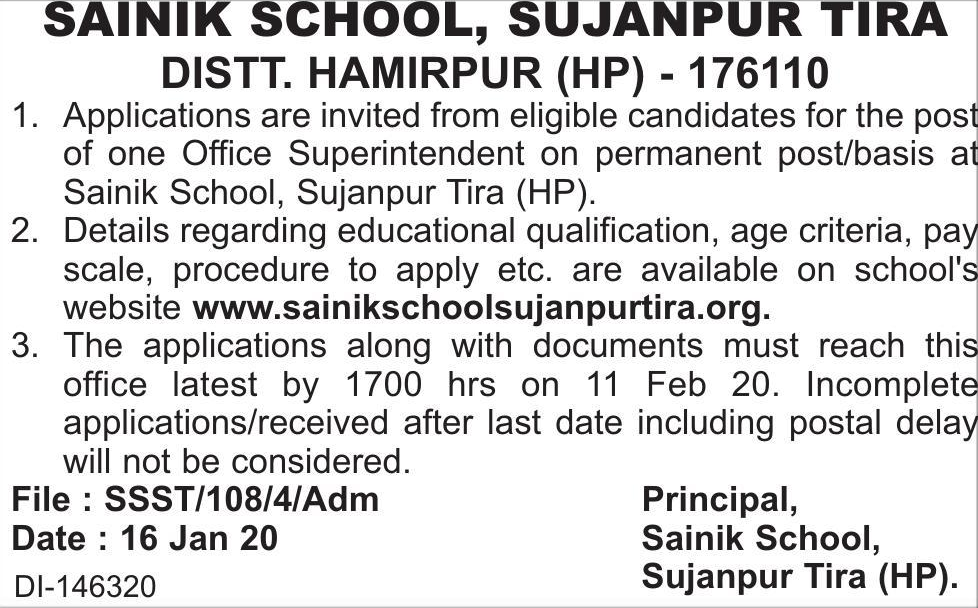 SAINIK SCHOOL, SUJANPUR TIRA
DISTT. HAMIRPUR (HP) - 176110
1. Applications are invited from eligible candidates for the post
of one Office Superintendent on permanent post/basis at
Sainik School, Sujanpur Tira (HP).
2. Details regarding educational qualification, age criteria, pay
scale, procedure to apply etc. are available on school's
website www.sainikschoolsujanpurtira.org.
3. The applications along with documents must reach this
office latest by 1700 hrs on 11 Feb 20. Incomplete
applications/received after last date including postal delay
will not be considered.
File : SSST/108/4/Adm
Date : 16 Jan 20
DI-146320
Principal,
Sainik School,
Sujanpur Tira (HP).